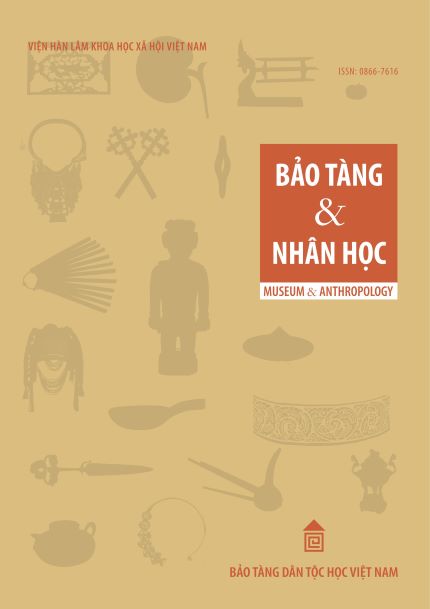 VIỆN HÀN LÂM KHOA HỌC XÃ HỘI VIỆT NAM
ISSN: 0866-7616
BẢO TÀNG
&
NHÂN HỌC
MUSEUM & ANTHROPOLOGY
BẢO TÀNG DÂN TỘC HỌC VIỆT NAM